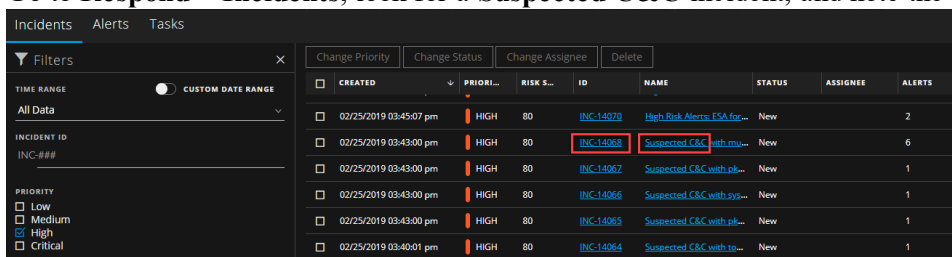 Incidents Alerts Tasks
Filters ×
Change Priority Change Status Change Assignee Delete
CREATED PRIORI... RISK S... ID NAME STATUS ASSIGNEE ALERTS
TIME RANGE CUSTOM DATE RANGE
All Data
INCIDENT ID
INC-###
PRIORITY
Low
Medium
High
Critical
02/25/2019 03:45:07 pm HIGH 80 INC-14070 High Risk Alerts: ESA for... New 2
02/25/2019 03:43:00 pm HIGH 80 INC-14068 Suspected C&C with mu... New 6
02/25/2019 03:43:00 pm HIGH 80 INC-14067 Suspected C&C with pk... New 1
02/25/2019 03:43:00 pm HIGH 80 INC-14066 Suspected C&C with sys... New 1
02/25/2019 03:43:00 pm HIGH 80 INC-14065 Suspected C&C with pk... New 1
02/25/2019 03:40:01 pm HIGH 80 INC-14064 Suspected C&C with to... New 1